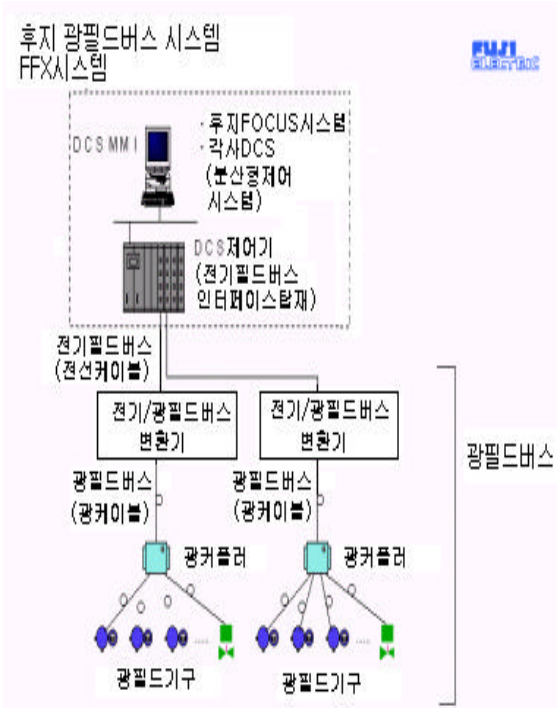 후지 광필드버스 시스템
FFX시스템
FUJI
ELECTRIC
DCS MMI
· 후지FOCUS시스템
· 각사DCS
(분산형제어
시스템)
DCS제어기
(전기필드버스
인터페이스탑재)
전기필드버스
(전선케이블)
전기/광필드버스
변환기
전기/광필드버스
변환기
광필드버스
광필드버스
(광케이블)
광필드버스
(광케이블)
광커플러
광커플러
....
....
광필드기구
광필드기구